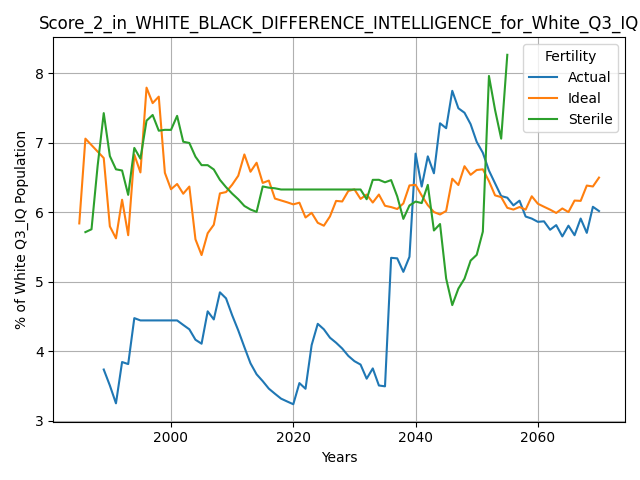 Score_2_in_WHITE_BLACK_DIFFERENCE_INTELLIGENCE_for_White_Q3_IQ
Fertility
Actual
Ideal
Sterile
% of White Q3_IQ Population
8
7
6
5
4
3
2000
2020
2040
2060
Years